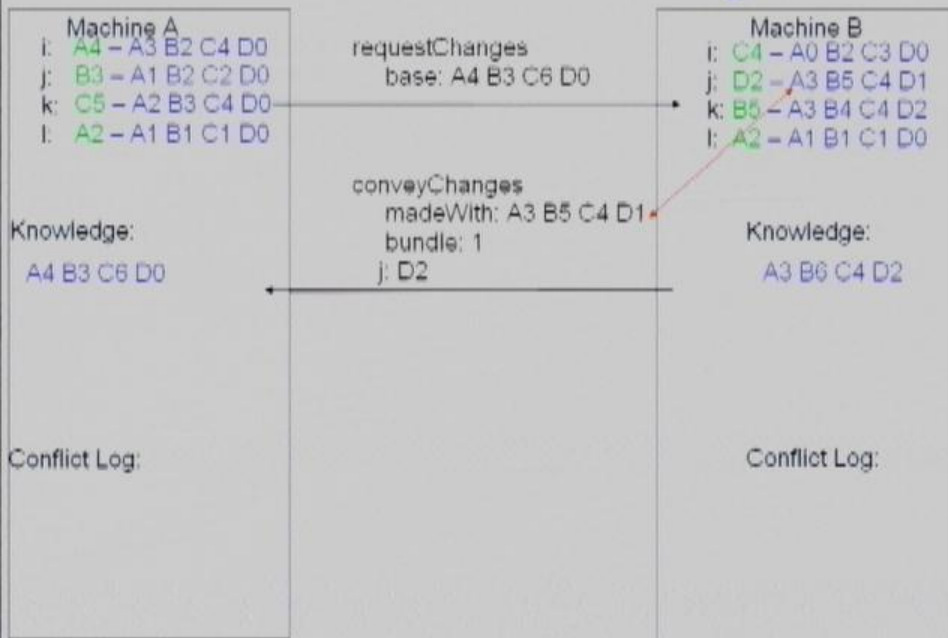 Machine A
i: A4 – A3 B2 C4 D0
j: B3 – A1 B2 C2 D0
k: C5 – A2 B3 C4 D0
l: A2 – A1 B1 C1 D0
Knowledge:
A4 B3 C6 D0
Conflict Log:
requestChanges
base: A4 B3 C6 D0
conveyChanges
madeWith: A3 B5 C4 D1
bundle: 1
j: D2
Machine B
i: C4 – A0 B2 C3 D0
j: D2 – A3 B5 C4 D1
k: B5 – A3 B4 C4 D2
l: A2 – A1 B1 C1 D0
Knowledge:
A3 B6 C4 D2
Conflict Log: